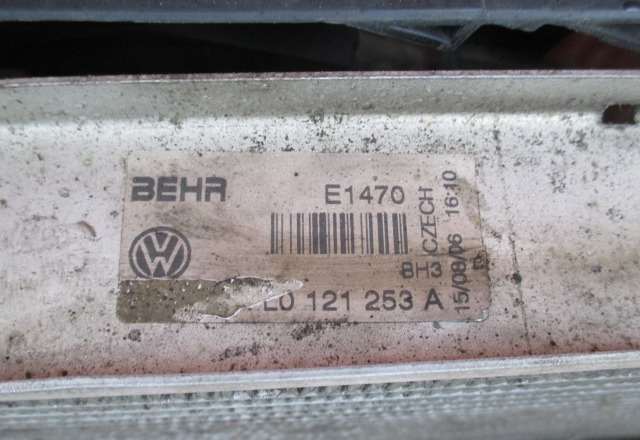 BEHR E1470
CZECH
15/08/06 16:10
8H3
L0 121 253 A